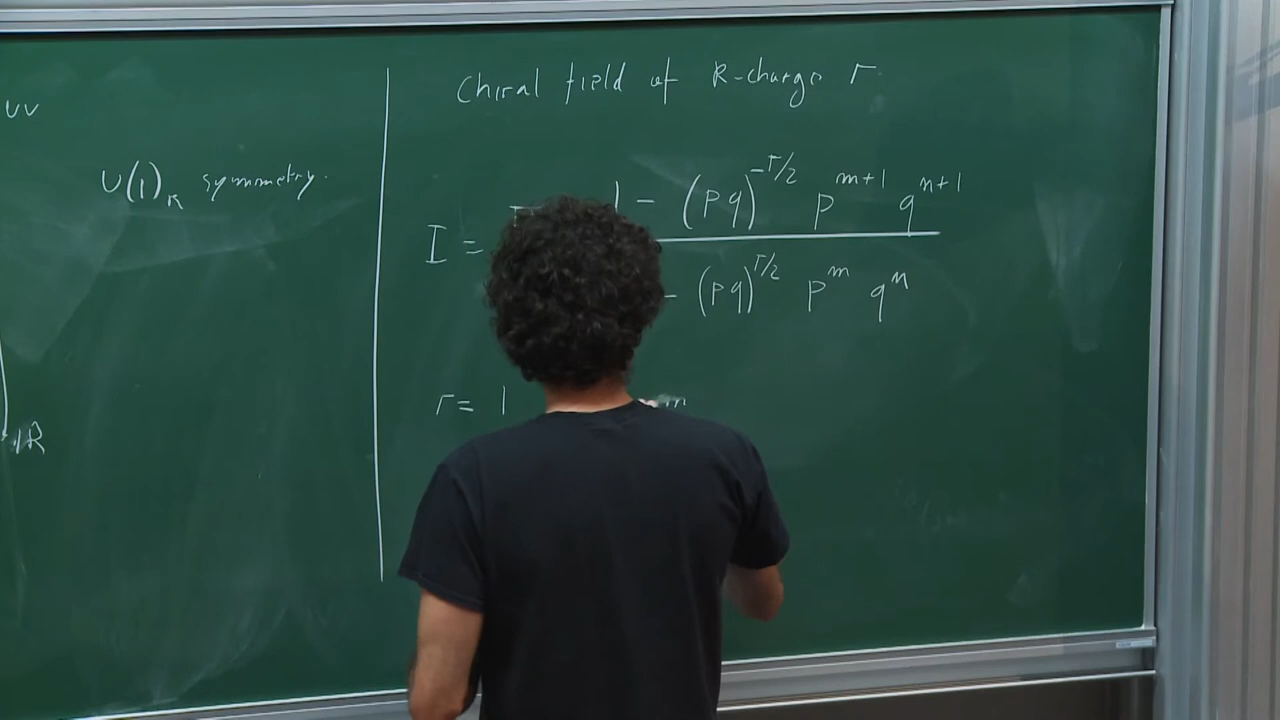 UV
U(1)_R symmetry.
IR
Chiral field of R-charge r.
I = 1 - (pq)^{-r/2} p^{m+1} q^{n+1}
- (pq)^{r/2} p^m q^n
r = 1